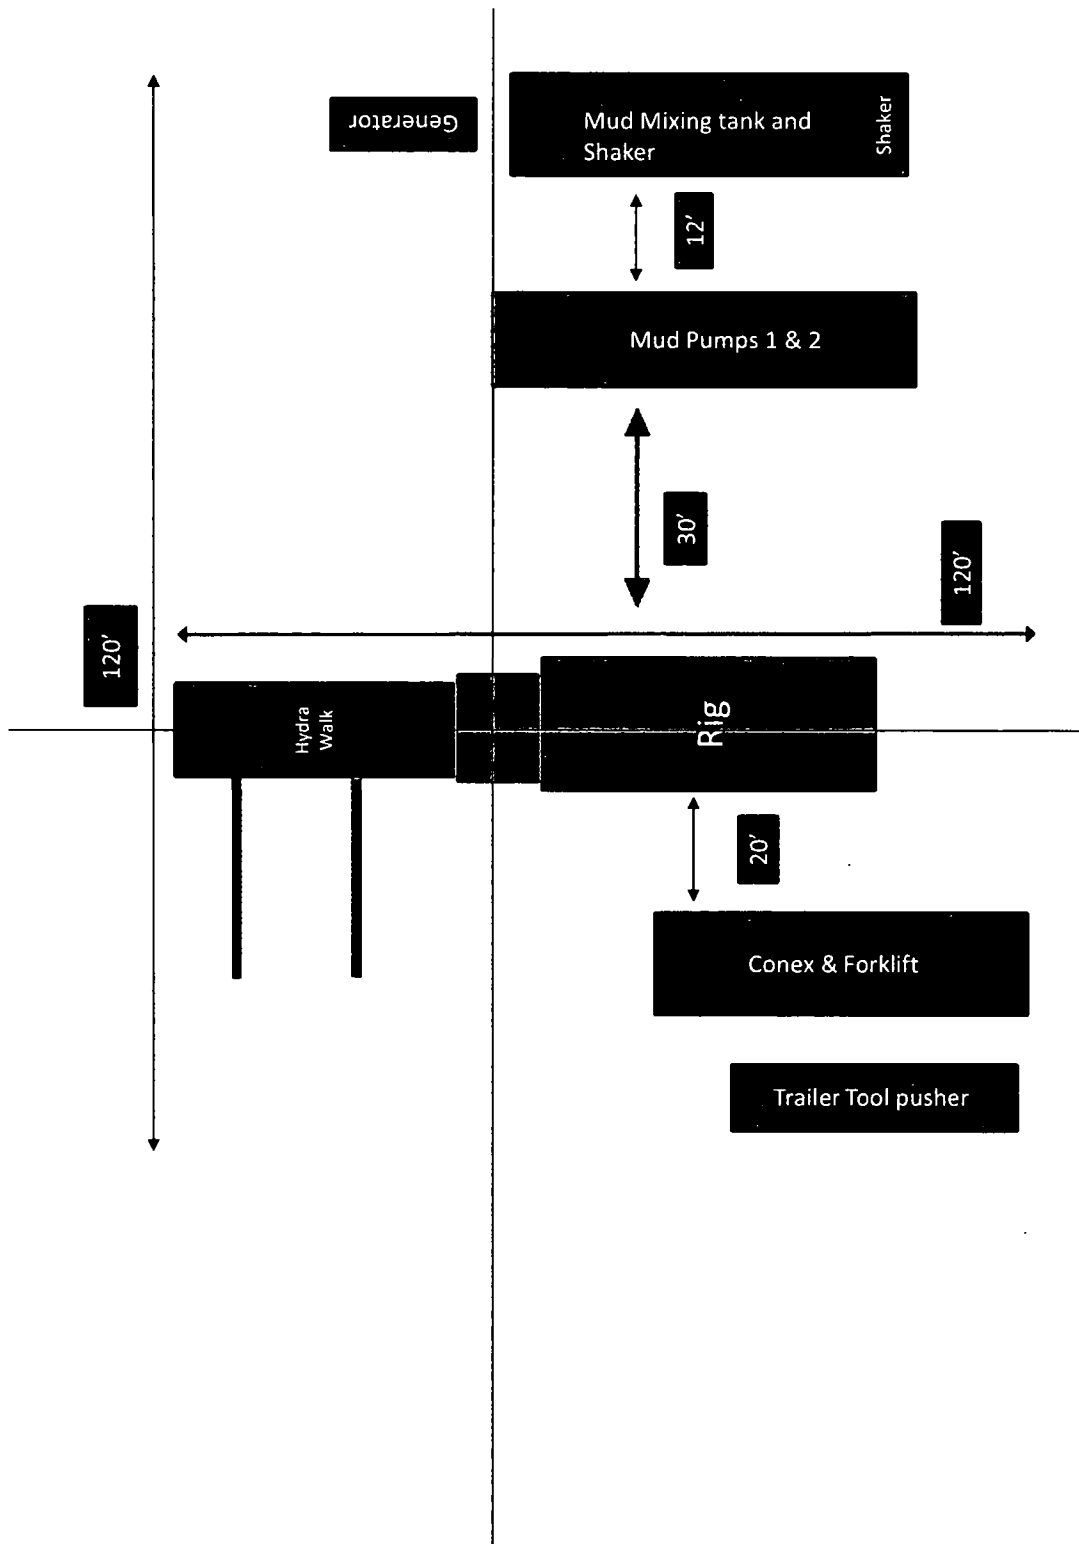 Generator
Mud Mixing tank and
Shaker
Shaker
12’
Mud Pumps 1 & 2
30’
120’
120’
Hydra
Walk
Rig
20’
Conex & Forklift
Trailer Tool pusher